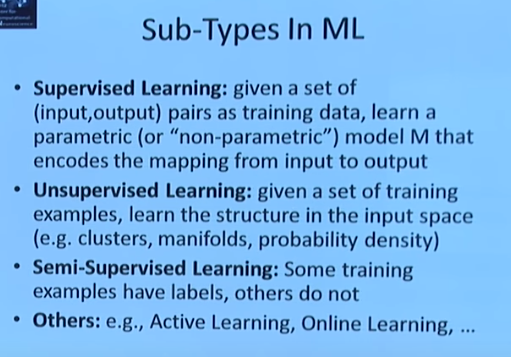 Sub-Types In ML
• Supervised Learning: given a set of
(input,output) pairs as training data, learn a
parametric (or “non-parametric”) model M that
encodes the mapping from input to output
• Unsupervised Learning: given a set of training
examples, learn the structure in the input space
(e.g. clusters, manifolds, probability density)
• Semi-Supervised Learning: Some training
examples have labels, others do not
• Others: e.g., Active Learning, Online Learning, ...